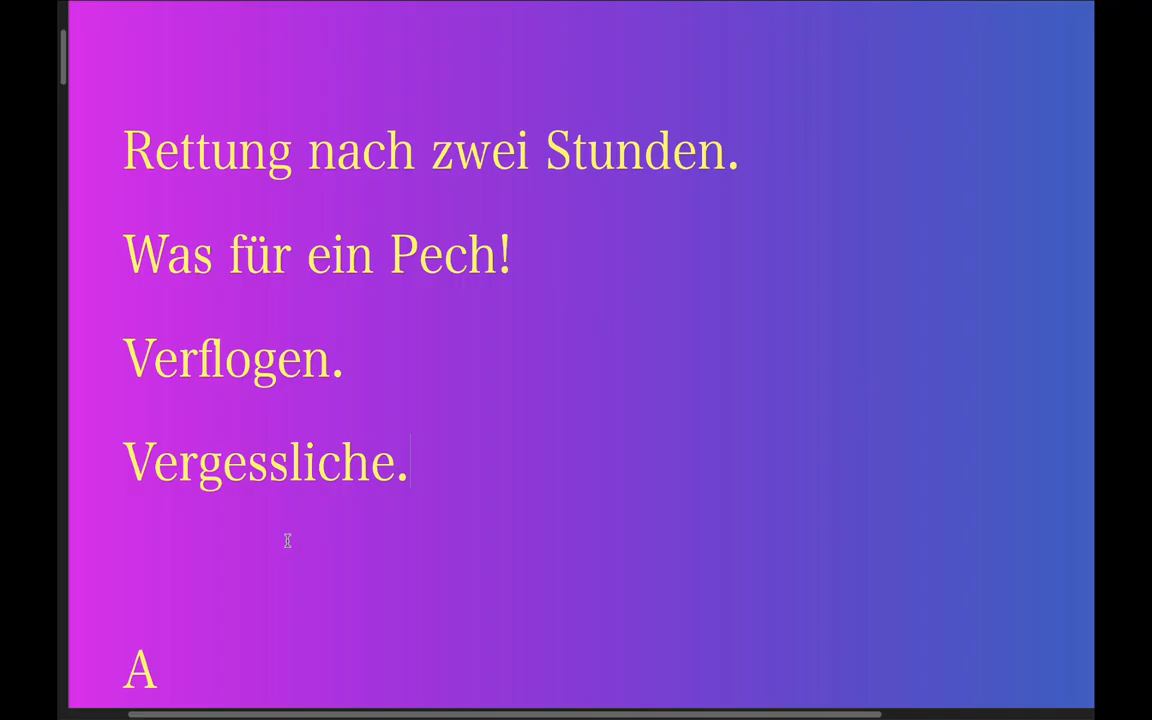 Rettung nach zwei Stunden.
Was für ein Pech!
Verflogen.
Vergessliche.
A